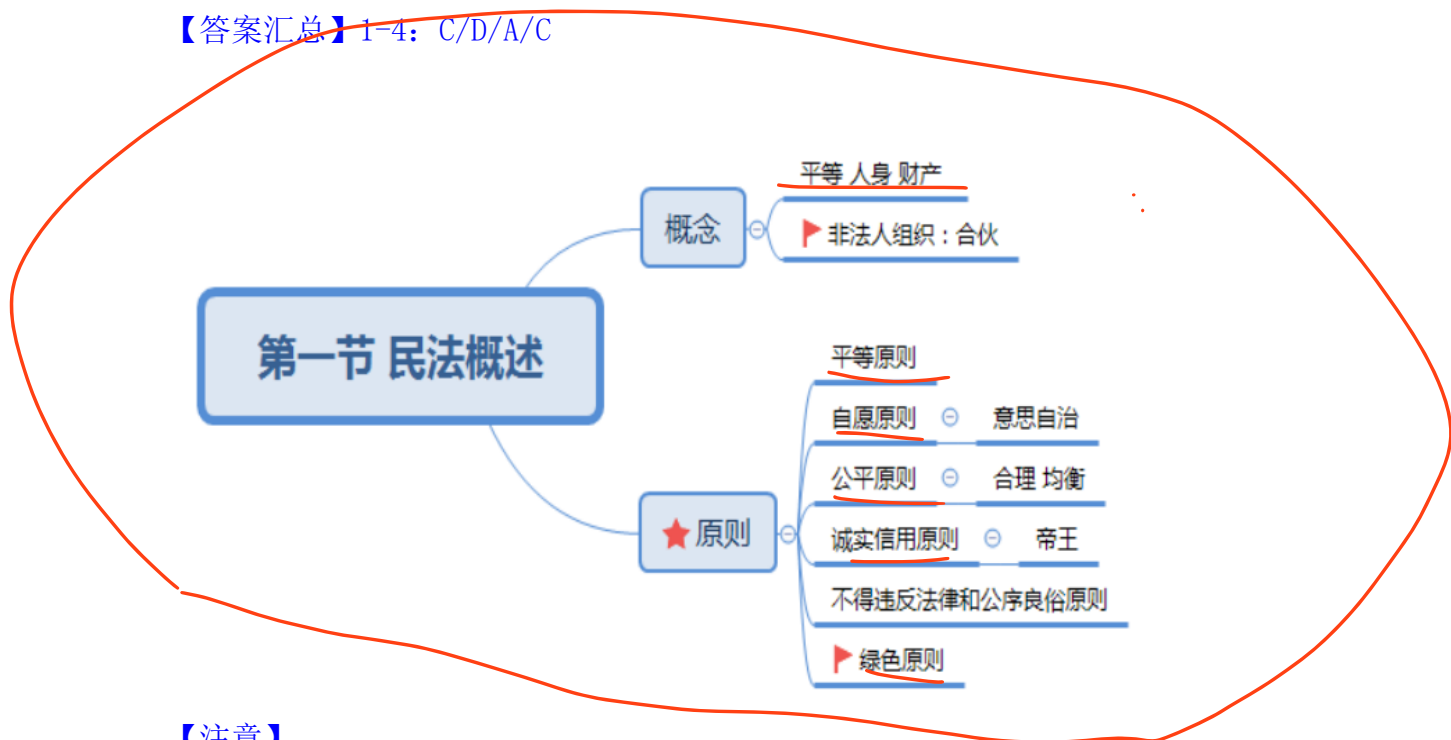 【答案汇总】1-4: C/D/A/C
平等 人身 财产
概念
非法人组织：合伙
第一节 民法概述
平等原则
自愿原则 意思自治
公平原则 合理 均衡
原则
诚实信用原则 帝王
不得违反法律和公序良俗原则
绿色原则
【注意】